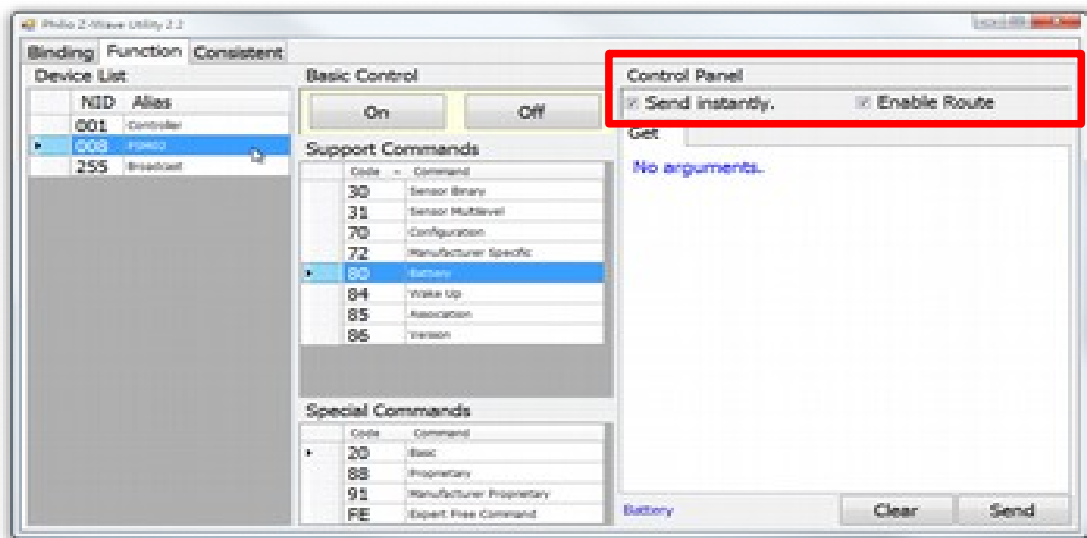 Philio Z-Wave Utility 2.2
Binding Function Consistent
Device List
NID Alias
001 Controller
008 PSM02
255 Broadcast
Basic Control
On Off
Support Commands
Code Command
30 Sensor Binary
31 Sensor Multilevel
70 Configuration
72 Manufacturer Specific
80 Battery
84 Wake Up
85 Association
86 Version
Special Commands
Code Command
20 Basic
88 Proprietary
91 Manufacturer Proprietary
FE Expert Free Command
Control Panel
Send instantly. Enable Route
Get
No arguments.
Battery Clear Send